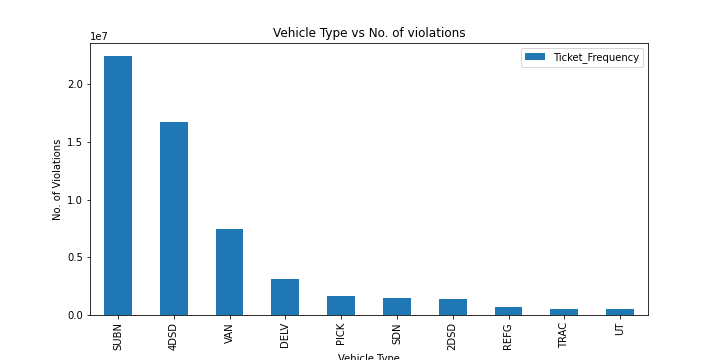 Vehicle Type vs No. of violations
1e7
Ticket_Frequency
2.0
1.5
1.0
0.5
0.0
No. of Violations
SUBN
4DSD
VAN
DELV
PICK
SDN
2DSD
REFG
TRAC
UT
Vehicle Type